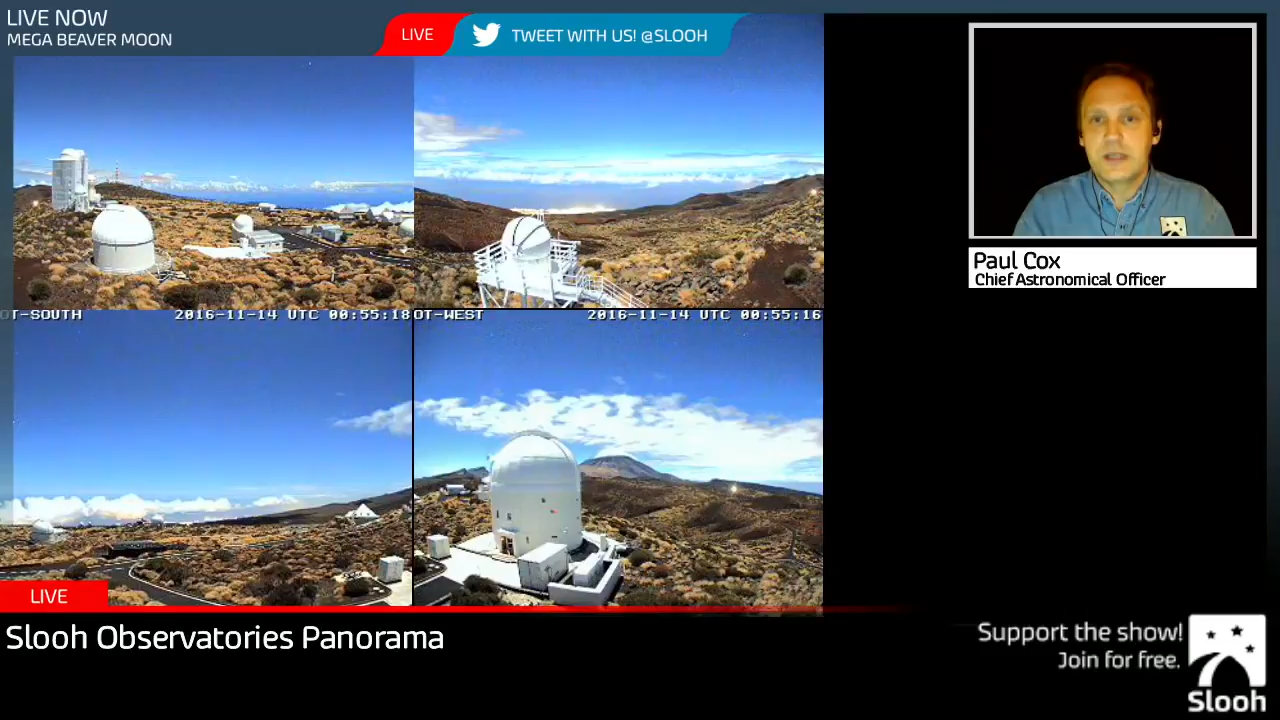 LIVE NOW
MEGA BEAVER MOON
LIVE
TWEET WITH US! @SLOOH
Paul Cox
Chief Astronomical Officer
OT-SOUTH 2016-11-14 UTC 00:55:18
OT-WEST 2016-11-14 UTC 00:55:16
LIVE
Slooh Observatories Panorama
Support the show!
Join for free.
Slooh